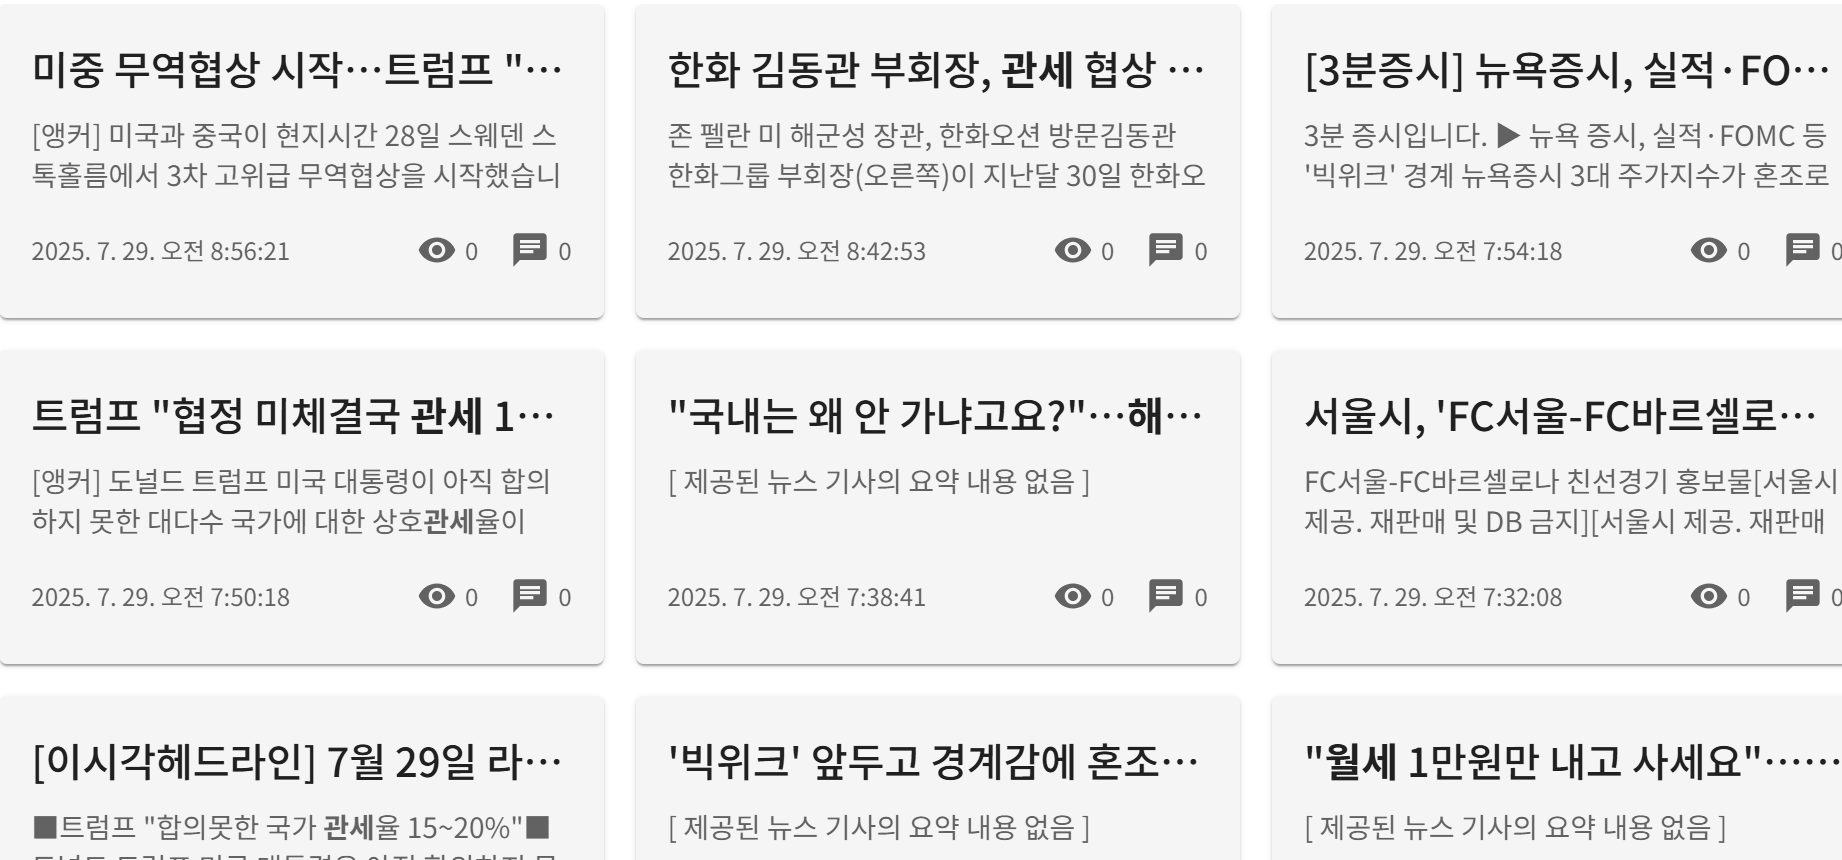 미중 무역협상 시작…트럼프 "…
[앵커] 미국과 중국이 현지시간 28일 스웨덴 스
톡홀름에서 3차 고위급 무역협상을 시작했습니
2025. 7. 29. 오전 8:56:21 0 0
한화 김동관 부회장, 관세 협상 …
존 펠란 미 해군성 장관, 한화오션 방문김동관
한화그룹 부회장(오른쪽)이 지난달 30일 한화오
2025. 7. 29. 오전 8:42:53 0 0
[3분증시] 뉴욕증시, 실적·FO…
3분 증시입니다. ▶ 뉴욕 증시, 실적·FOMC 등
'빅위크' 경계 뉴욕증시 3대 주가지수가 혼조로
2025. 7. 29. 오전 7:54:18 0 0
트럼프 "협정 미체결국 관세 1…
[앵커] 도널드 트럼프 미국 대통령이 아직 합의
하지 못한 대다수 국가에 대한 상호관세율이
2025. 7. 29. 오전 7:50:18 0 0
"국내는 왜 안 가냐고요?"…해…
[ 제공된 뉴스 기사의 요약 내용 없음 ]
2025. 7. 29. 오전 7:38:41 0 0
서울시, 'FC서울-FC바르셀로…
FC서울-FC바르셀로나 친선경기 홍보물[서울시
제공. 재판매 및 DB 금지][서울시 제공. 재판매
2025. 7. 29. 오전 7:32:08 0 0
[이시각헤드라인] 7월 29일 라…
■트럼프 "합의못한 국가 관세율 15~20%"■
도널드 트럼프 미국 대통령은 아직 합의하지 못
'빅위크' 앞두고 경계감에 혼조…
[ 제공된 뉴스 기사의 요약 내용 없음 ]
"월세 1만원만 내고 사세요"……
[ 제공된 뉴스 기사의 요약 내용 없음 ]